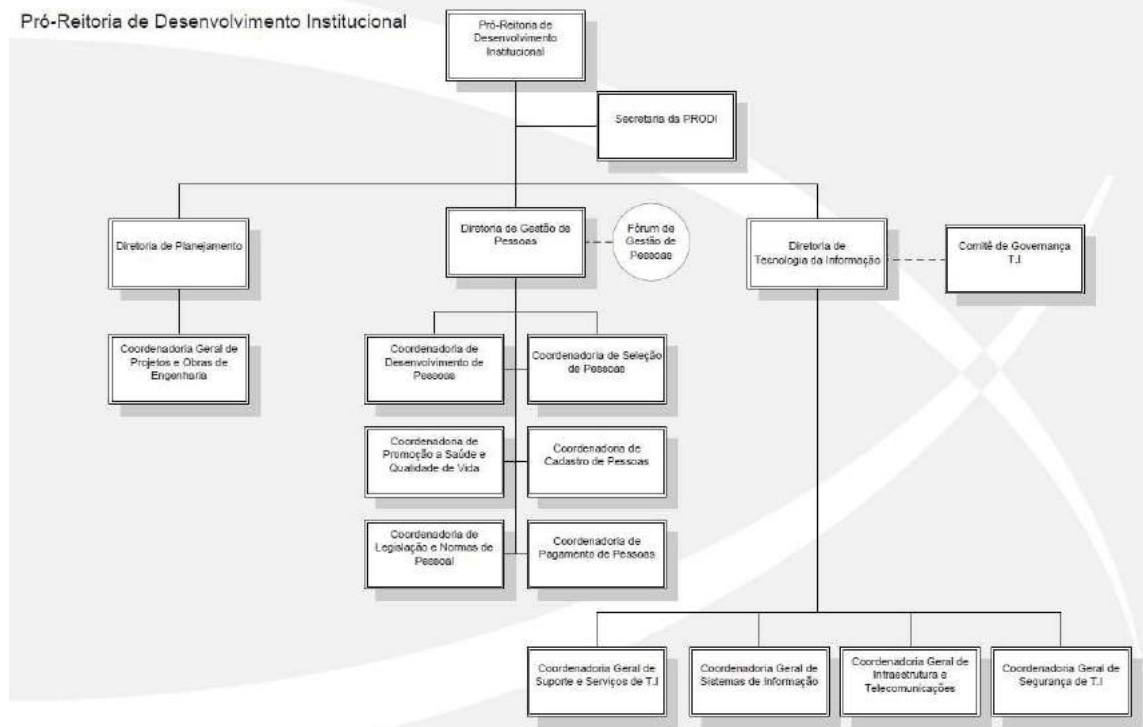 Pró-Reitoria de Desenvolvimento Institucional
Pró-Reitoria de
Desenvolvimento
Institucional
Secretaria da PRODI
Diretoria de Planejamento
Diretoria de Gestão de
Pessoas
Fórum de
Gestão de
Pessoas
Diretoria de
Tecnologia da Informação
Comitê de Governança
T.I
Coordenadoria Geral de
Projetos e Obras de
Engenharia
Coordenadoria de
Desenvolvimento de
Pessoas
Coordenadoria de Seleção
de Pessoas
Coordenadoria de
Promoção a Saúde e
Qualidade de Vida
Coordenadoria de
Cadastro de Pessoas
Coordenadoria de
Legislação e Normas de
Pessoal
Coordenadoria de
Pagamento de Pessoas
Coordenadoria Geral de
Suporte e Serviços de T.I
Coordenadoria Geral de
Sistemas de Informação
Coordenadoria Geral de
Infraestrutura e
Telecomunicações
Coordenadoria Geral de
Segurança de T.I